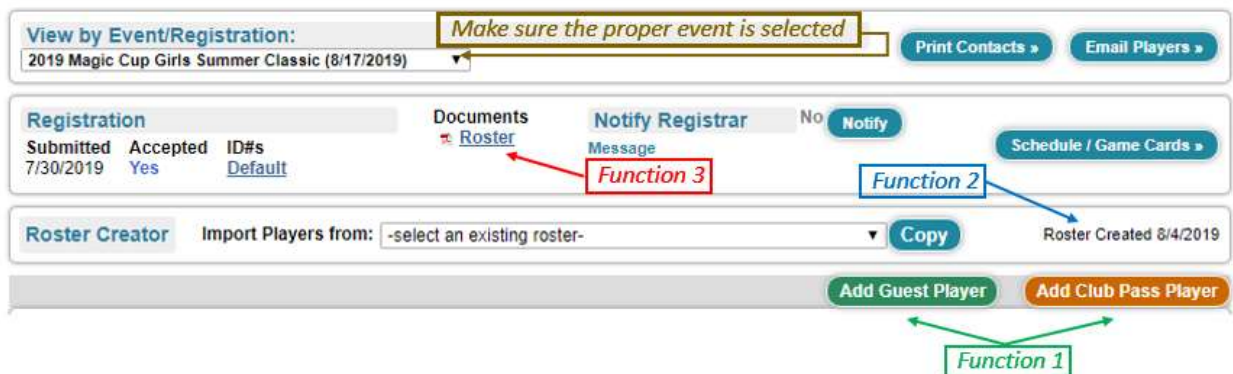 View by Event/Registration:
Make sure the proper event is selected
2019 Magic Cup Girls Summer Classic (8/17/2019)
Print Contacts »
Email Players »
Registration
Documents
Notify Registrar
No
Notify
Submitted Accepted ID#s
Roster
Message
Schedule / Game Cards »
7/30/2019 Yes Default
Function 3
Function 2
Roster Creator
Import Players from: -select an existing roster-
Copy
Roster Created 8/4/2019
Add Guest Player
Add Club Pass Player
Function 1